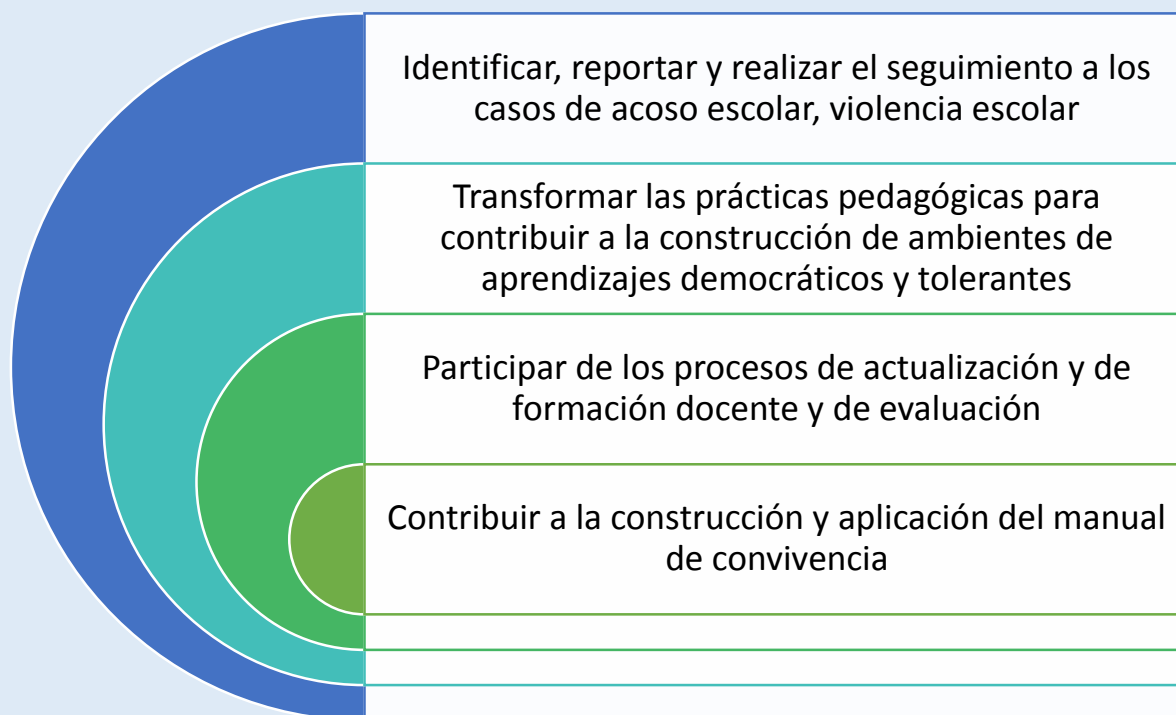 Identificar, reportar y realizar el seguimiento a los
casos de acoso escolar, violencia escolar
Transformar las prácticas pedagógicas para
contribuir a la construcción de ambientes de
aprendizajes democráticos y tolerantes
Participar de los procesos de actualización y de
formación docente y de evaluación
Contribuir a la construcción y aplicación del manual
de convivencia